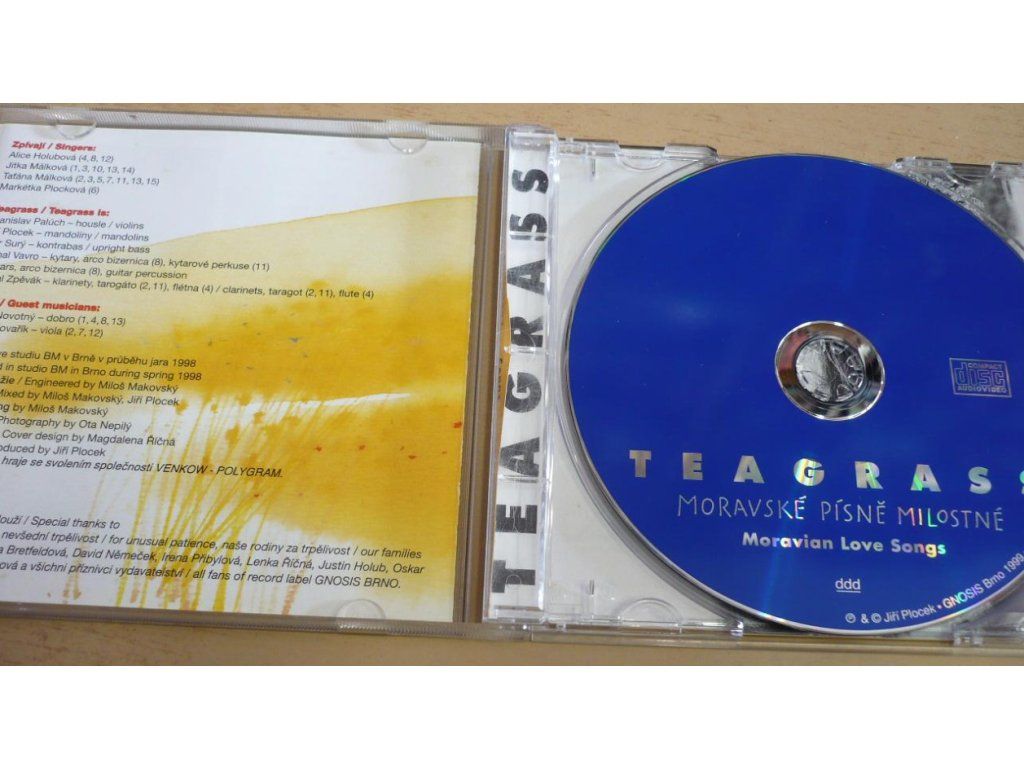 Zpívají / Singers:
Alice Holubová (4, 8, 12)
Jitka Málková (1, 3, 10, 13, 14)
Taťána Málková (2, 3, 5, 7, 11, 13, 15)
Markétka Plocková (6)
Teagrass / Teagrass is:
anislav Palúch – housle / violins
Plocek – mandolíny / mandolins
r Surý – kontrabas / upright bass
hal Vavro – kytary, arco bizernica (8), kytarové perkuse (11)
ars, arco bizernica (8), guitar percussion
al Zpěvák – klarinety, tarogáto (2, 11), flétna (4) / clarinets, taragot (2, 11), flute (4)
/ Guest musicians:
Novotný – dobro (1, 4, 8, 13)
ovařík – viola (2, 7, 12)
ve studiu BM v Brně v průběhu jara 1998
d in studio BM in Brno during spring 1998
žie / Engineered by Miloš Makovský
Mixed by Miloš Makovský, Jiří Plocek
ng by Miloš Makovský
Photography by Ota Nepilý
Cover design by Magdalena Říčná
oduced by Jiří Plocek
hraje se svolením společnosti VENKOW - POLYGRAM.
louží / Special thanks to
nevšední trpělivost / for unusual patience, naše rodiny za trpělivost / our families
a Bretfeldová, David Němeček, Irena Přibylová, Lenka Říčná, Justin Holub, Oskar
ová a všichni příznivci vydavatelství / all fans of record label GNOSIS BRNO.
TEAGRASS
COMPACT
disc
AUDIOVIDEO
TEAGRASS
MORAVSKÉ PÍSNĚ MILOSTNÉ
Moravian Love Songs
ddd
℗ & © Jiří Plocek • GNOSIS Brno 1999